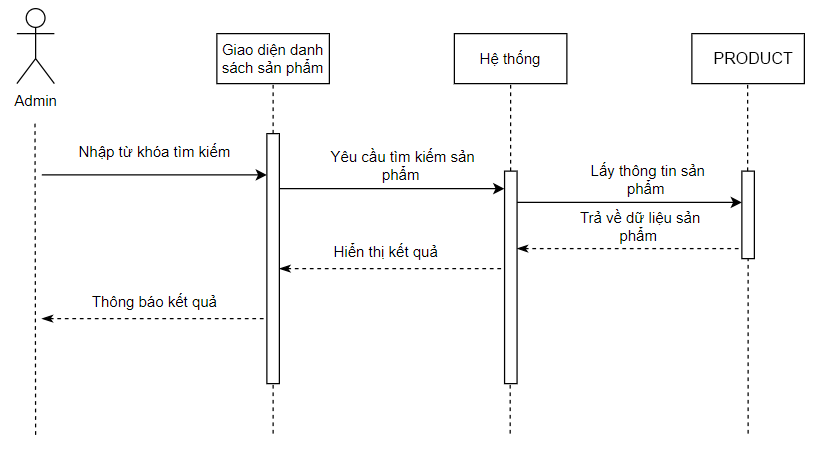 Giao diện danh
sách sản phẩm
Hệ thống
PRODUCT
Admin
Nhập từ khóa tìm kiếm
Yêu cầu tìm kiếm sản
phẩm
Lấy thông tin sản
phẩm
Trả về dữ liệu sản
phẩm
Hiển thị kết quả
Thông báo kết quả